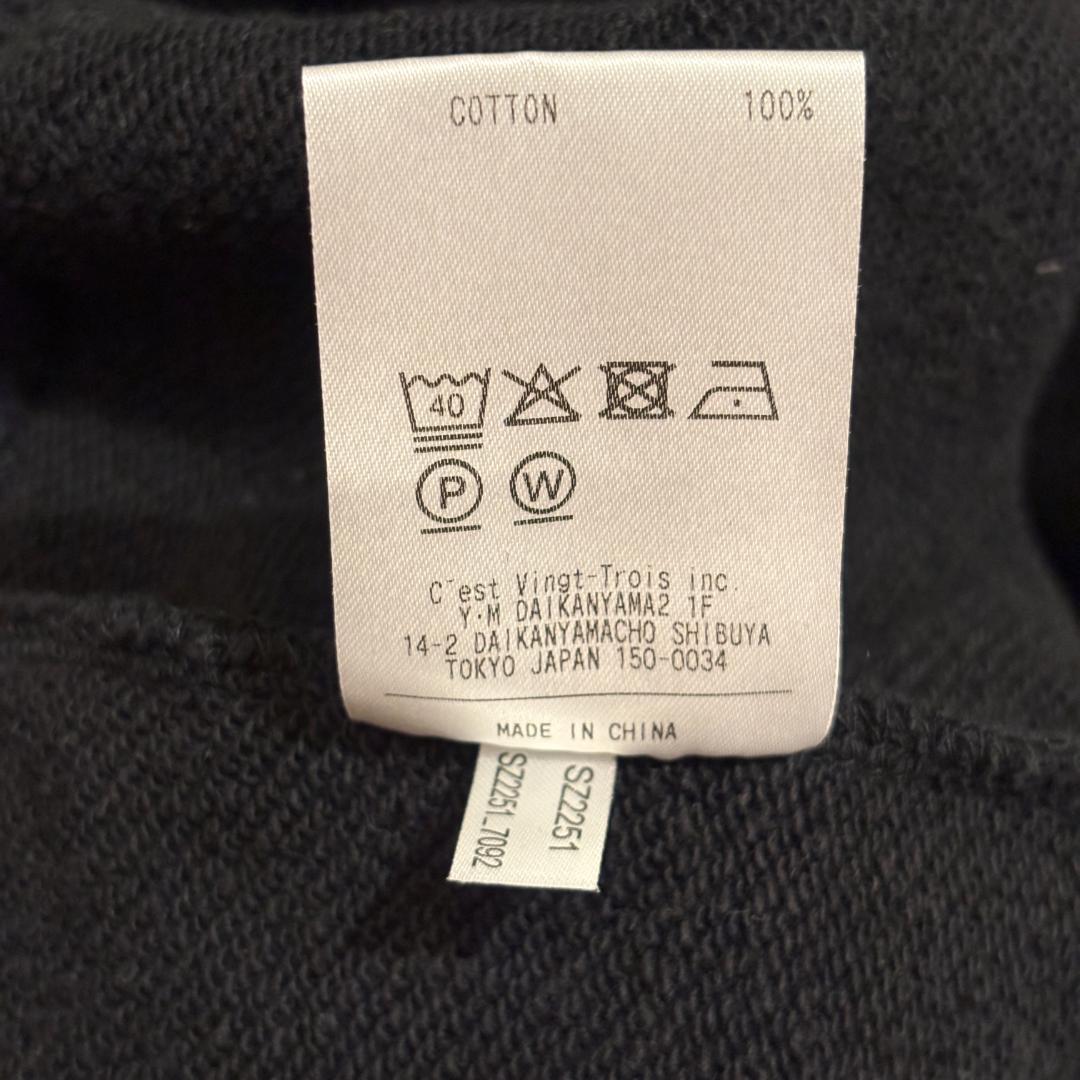 COTTON 100%
40
P W
C´est Vingt-Trois inc.
Y·M DAIKANYAMA2 1F
14-2 DAIKANYAMACHO SHIBUYA
TOKYO JAPAN 150-0034
MADE IN CHINA
SZ2251
SZ2251_7092